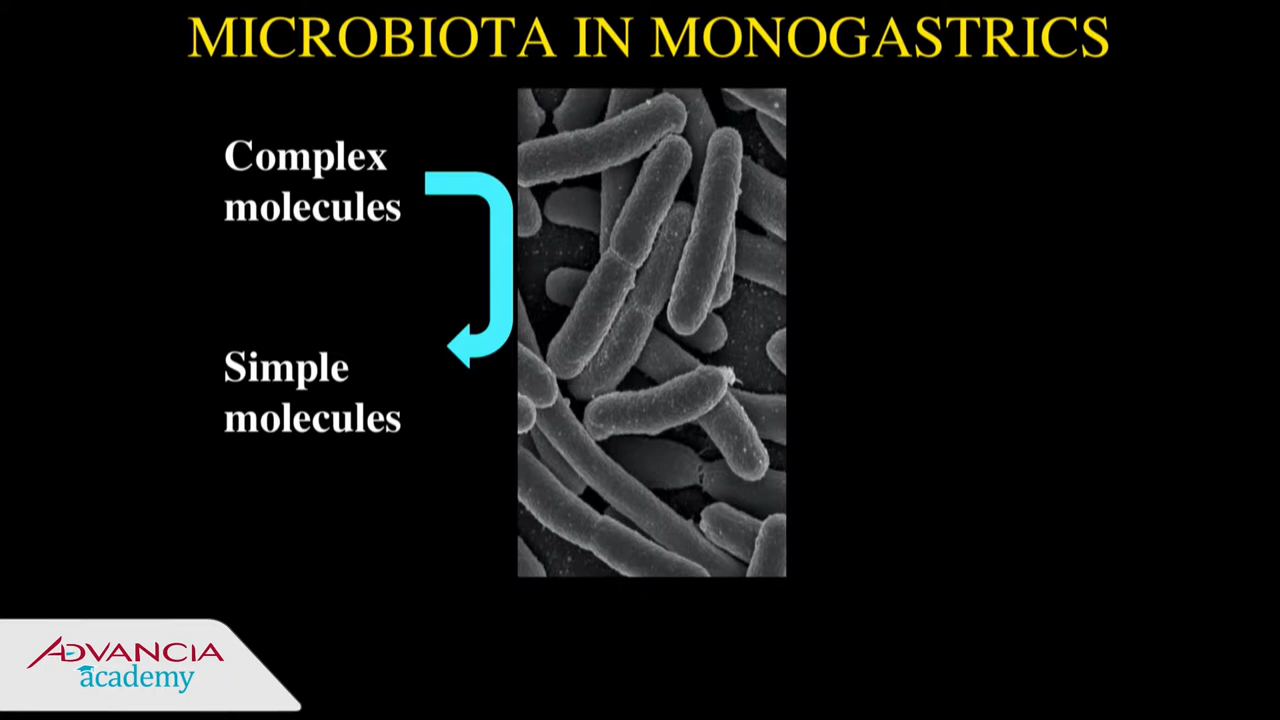 MICROBIOTA IN MONOGASTRICS
Complex
molecules
Simple
molecules
ADVANCIA
academy